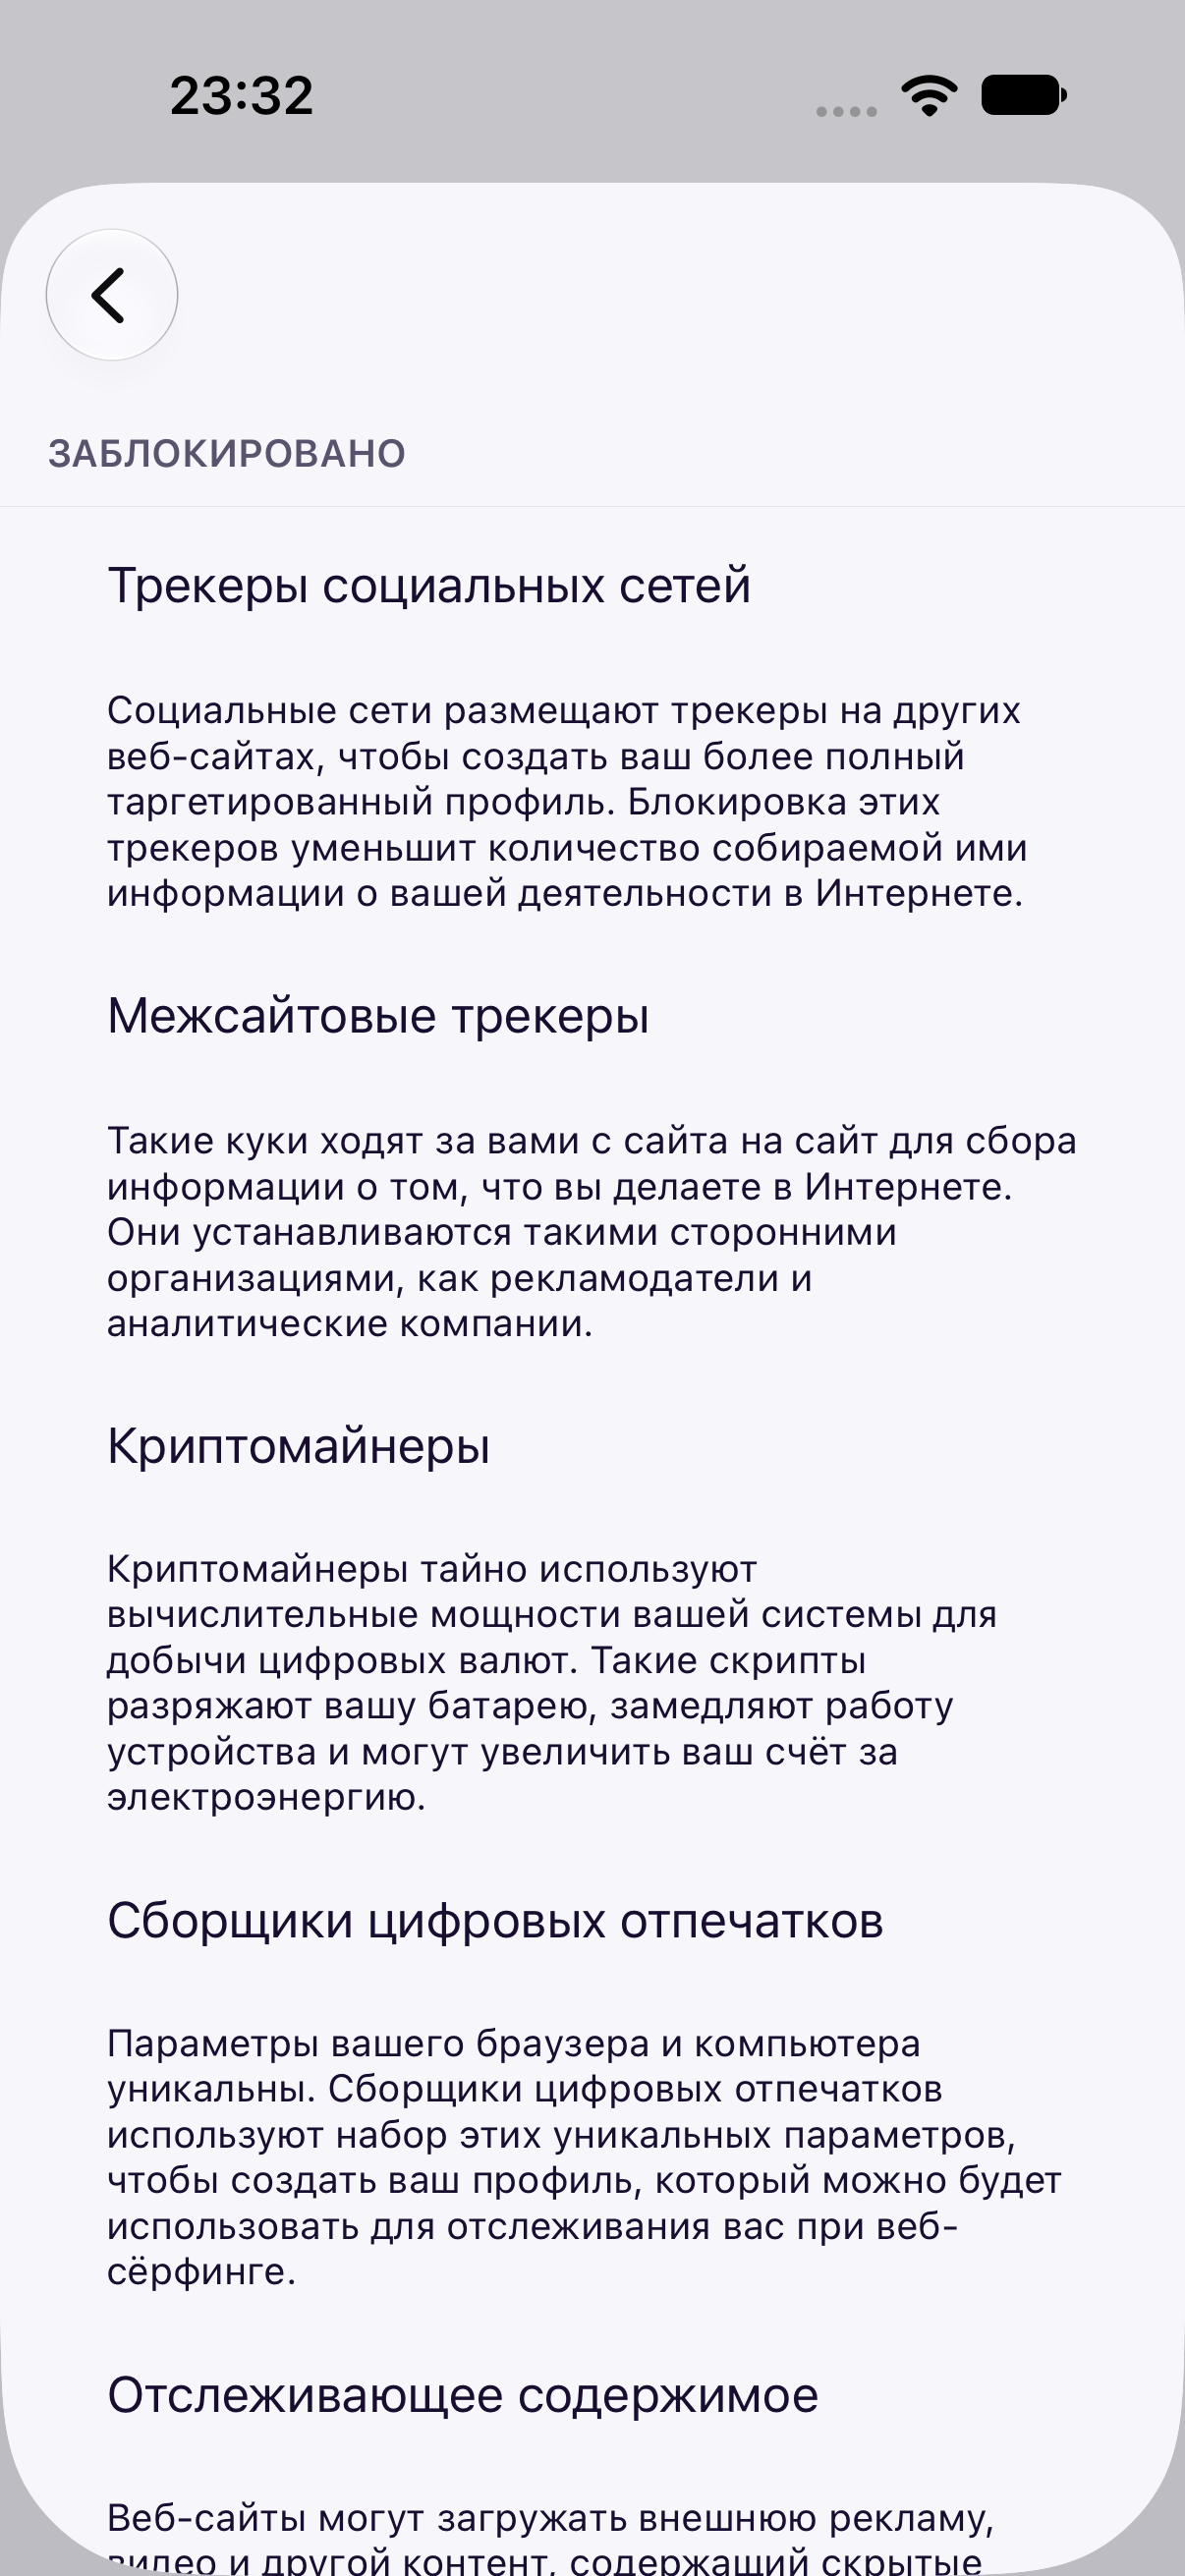 23:32
ЗАБЛОКИРОВАНО
Трекеры социальных сетей
Социальные сети размещают трекеры на других
веб-сайтах, чтобы создать ваш более полный
таргетированный профиль. Блокировка этих
трекеров уменьшит количество собираемой ими
информации о вашей деятельности в Интернете.
Межсайтовые трекеры
Такие куки ходят за вами с сайта на сайт для сбора
информации о том, что вы делаете в Интернете.
Они устанавливаются такими сторонними
организациями, как рекламодатели и
аналитические компании.
Криптомайнеры
Криптомайнеры тайно используют
вычислительные мощности вашей системы для
добычи цифровых валют. Такие скрипты
разряжают вашу батарею, замедляют работу
устройства и могут увеличить ваш счёт за
электроэнергию.
Сборщики цифровых отпечатков
Параметры вашего браузера и компьютера
уникальны. Сборщики цифровых отпечатков
используют набор этих уникальных параметров,
чтобы создать ваш профиль, который можно будет
использовать для отслеживания вас при веб-
сёрфинге.
Отслеживающее содержимое
Веб-сайты могут загружать внешнюю рекламу,
видео и другой контент, содержащий скрытые